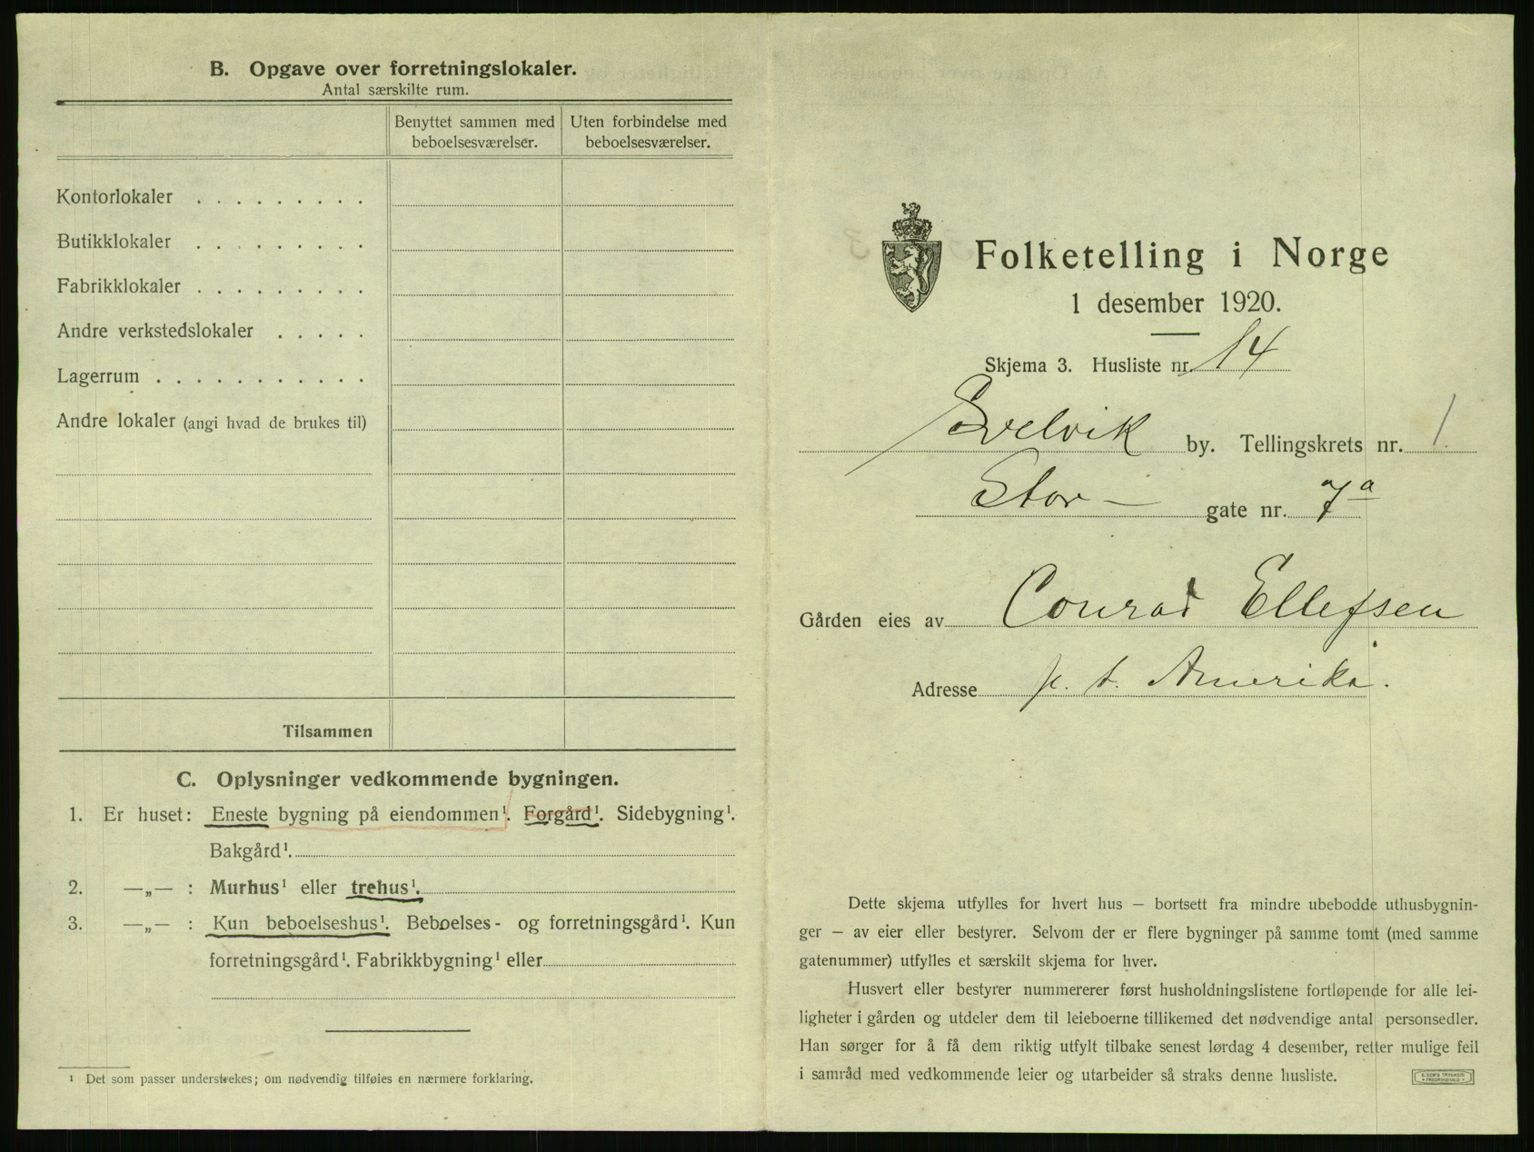 B. Opgave over forretningslokaler.
Antal særskilte rum.
Benyttet sammen med beboelsesværelser.
Uten forbindelse med beboelsesværelser.
Kontorlokaler . . . . . . . . .
Butikklokaler . . . . . . . . .
Fabrikklokaler . . . . . . . . .
Andre verkstedslokaler . . . . .
Lagerrum . . . . . . . . . . .
Andre lokaler (angi hvad de brukes til)
Tilsammen
C. Oplysninger vedkommende bygningen.
1. Er huset: Eneste bygning på eiendommen¹. Forgård¹. Sidebygning¹.
Bakgård¹.
2. —„— : Murhus¹ eller trehus¹.
3. —„— : Kun beboelseshus¹. Beboelses- og forretningsgård¹. Kun
forretningsgård¹. Fabrikkbygning¹ eller
¹ Det som passer understrekes; om nødvendig tilføies en nærmere forklaring.
Folketelling i Norge
1 desember 1920.
Skjema 3. Husliste nr. 14
Svelvik by. Tellingskrets nr. 1
Stor- gate nr. 7a
Gården eies av Conrad Ellefsen
Adresse p. t. Amerika.
Dette skjema utfylles for hvert hus — bortsett fra mindre ubebodde uthusbygnin-
ger — av eier eller bestyrer. Selvom der er flere bygninger på samme tomt (med samme
gatenummer) utfylles et særskilt skjema for hver.
Husvert eller bestyrer nummererer først husholdningslistene fortløpende for alle lei-
ligheter i gården og utdeler dem til leieboerne tillikemed det nødvendige antal personsedler.
Han sørger for å få dem riktig utfylt tilbake senest lørdag 4 desember, retter mulige feil
i samråd med vedkommende leier og utarbeider så straks denne husliste.